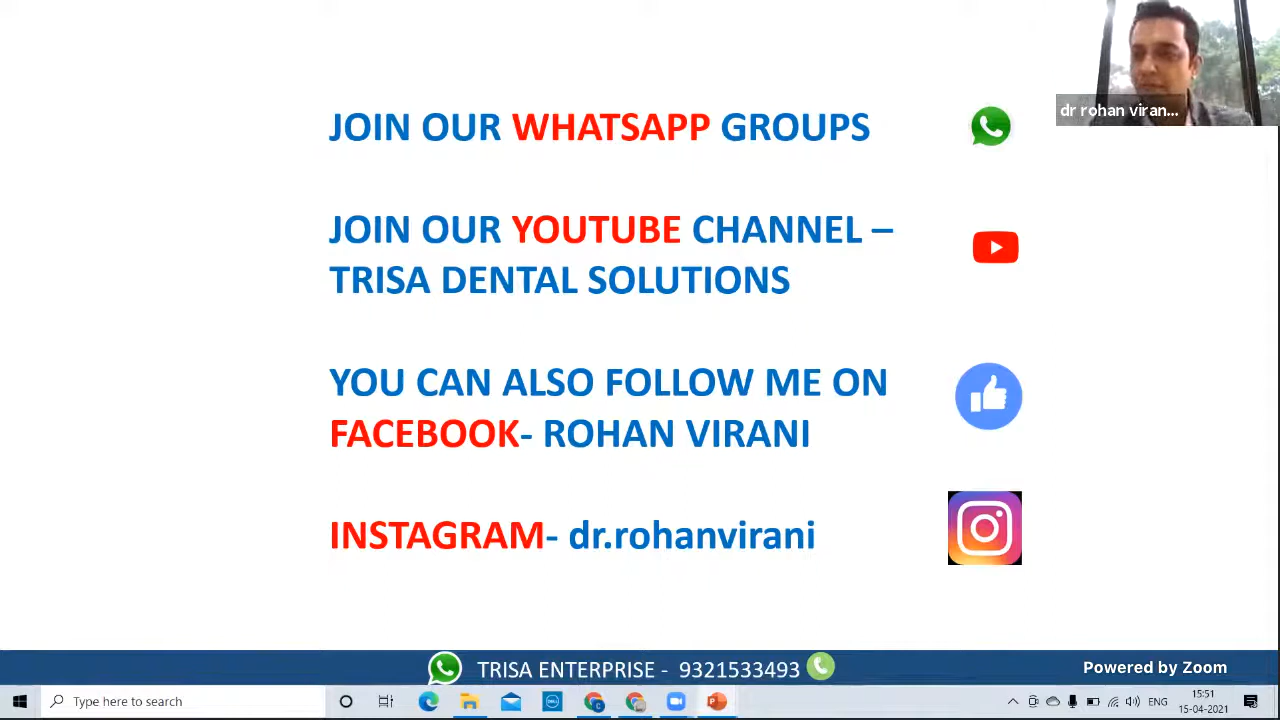 dr rohan viran...
JOIN OUR WHATSAPP GROUPS
JOIN OUR YOUTUBE CHANNEL –
TRISA DENTAL SOLUTIONS
YOU CAN ALSO FOLLOW ME ON
FACEBOOK- ROHAN VIRANI
INSTAGRAM- dr.rohanvirani
TRISA ENTERPRISE - 9321533493
Powered by Zoom
Type here to search
ENG
15:51
15-04-2021